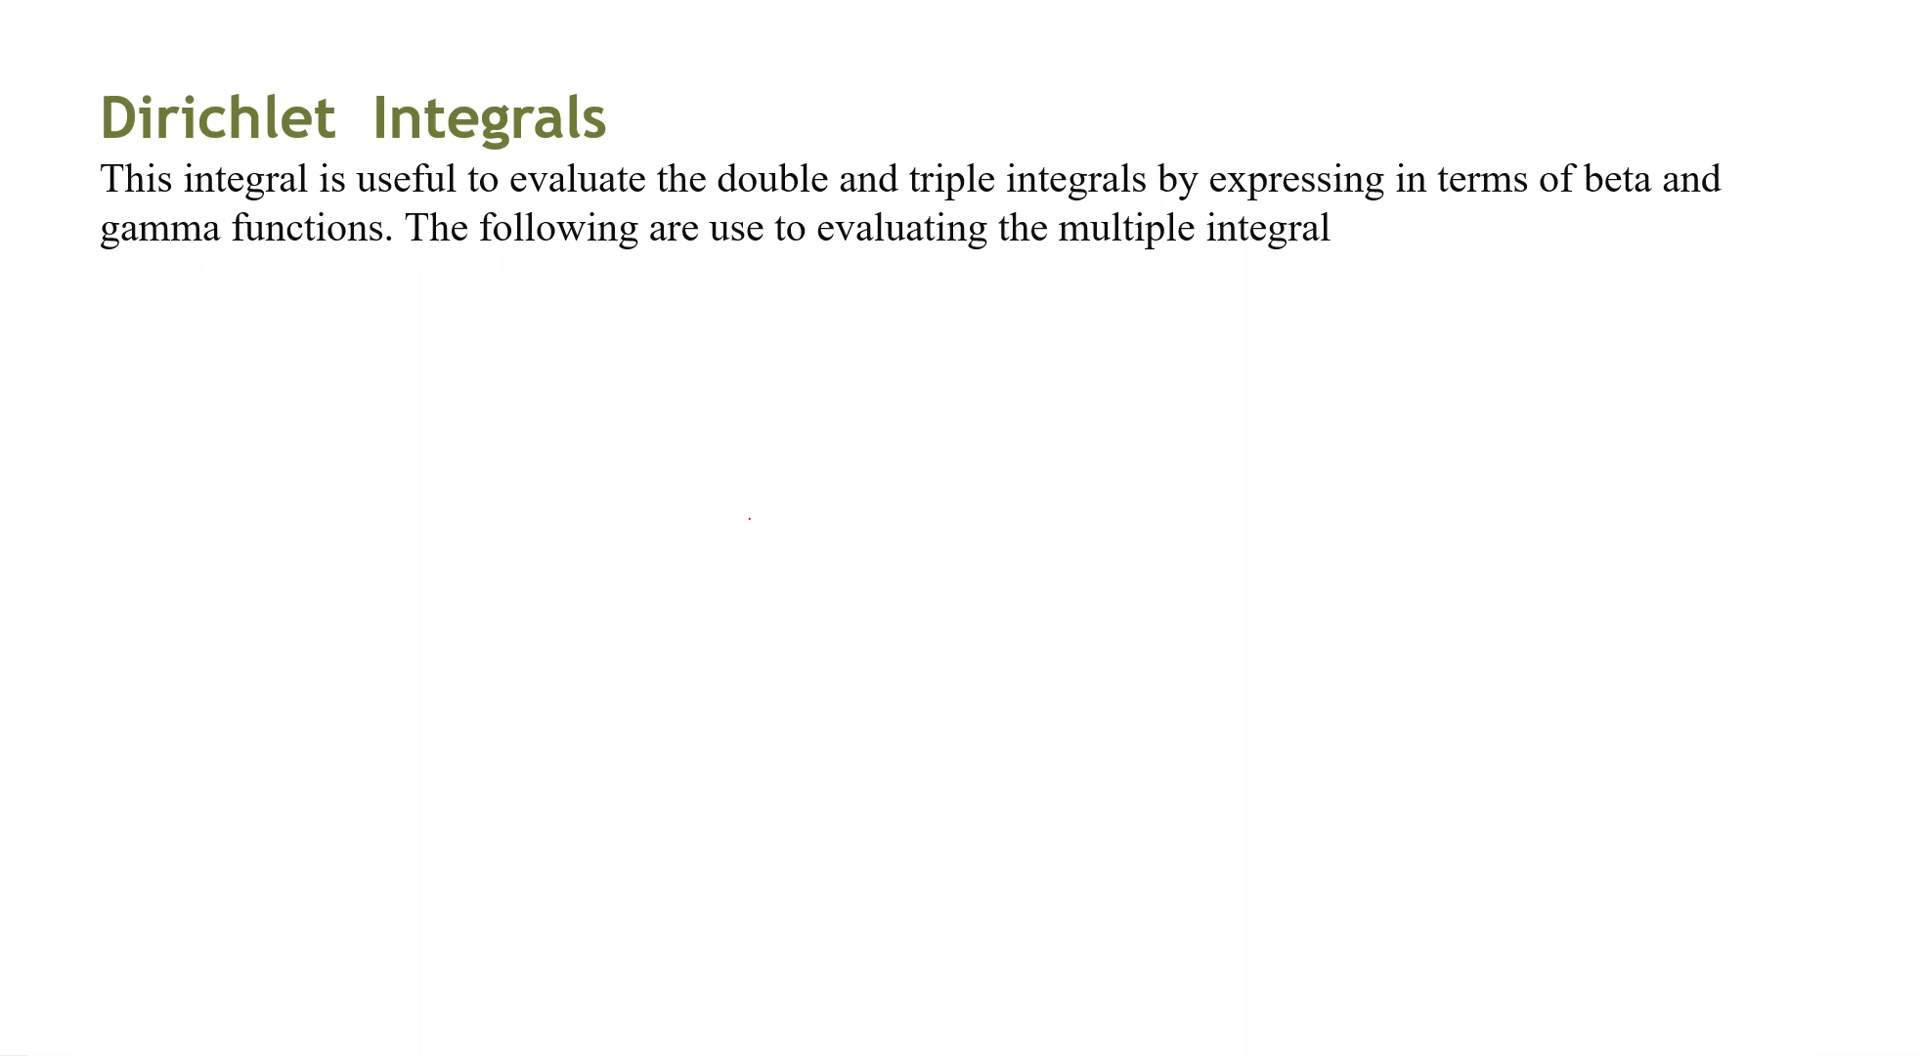 Dirichlet Integrals
This integral is useful to evaluate the double and triple integrals by expressing in terms of beta and
gamma functions. The following are use to evaluating the multiple integral